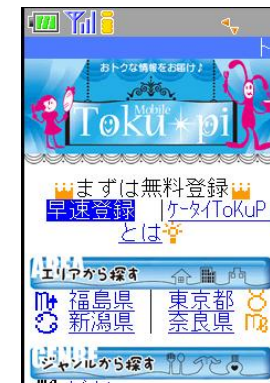 ト
おトクな情報をお届け♪
Mobile
Toku*pi
まずは無料登録
早速登録 |ケータイToKuP
とは
AREA
エリアから探す
♍ 福島県 | 東京都 ♉
♋ 新潟県 | 奈良県 ♏
GENRE
ジャンルから探す